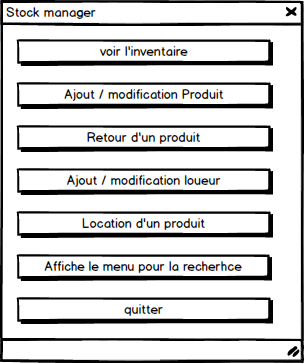 Stock manager
voir l'inventaire
Ajout / modification Produit
Retour d'un produit
Ajout / modification loueur
Location d'un produit
Affiche le menu pour la recherhce
quitter